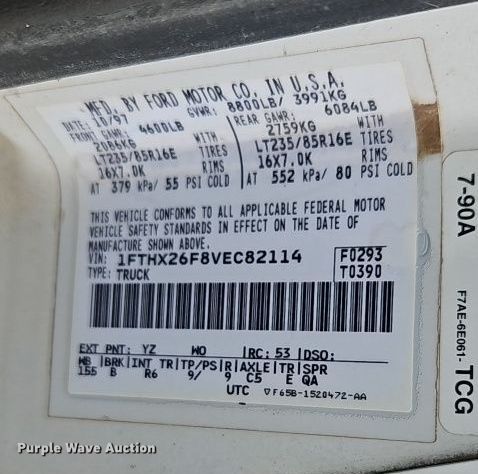 MFD. BY FORD MOTOR CO. IN U.S.A.
DATE: 10/97 GVWR: 8800LB/ 3991KG
FRONT GAWR: 4600LB REAR GAWR: 6084LB
2086KG WITH 2759KG WITH
LT235/85R16E TIRES LT235/85R16E TIRES
16X7.0K RIMS 16X7.0K RIMS
AT 379 kPa/ 55 PSI COLD AT 552 kPa/ 80 PSI COLD
THIS VEHICLE CONFORMS TO ALL APPLICABLE FEDERAL MOTOR
VEHICLE SAFETY STANDARDS IN EFFECT ON THE DATE OF
MANUFACTURE SHOWN ABOVE.
VIN: 1FTHX26F8VEC82114 F0293
TYPE: TRUCK T0390
EXT PNT: YZ WO RC: 53 DSO:
WB BRK INT TR TP/PS R AXLE TR SPR
155 B R6 9/ 9 C5 E QA
UTC ▽F65B-1520472-AA
7-90A
F7AE-6E061-TCG
Purple Wave Auction